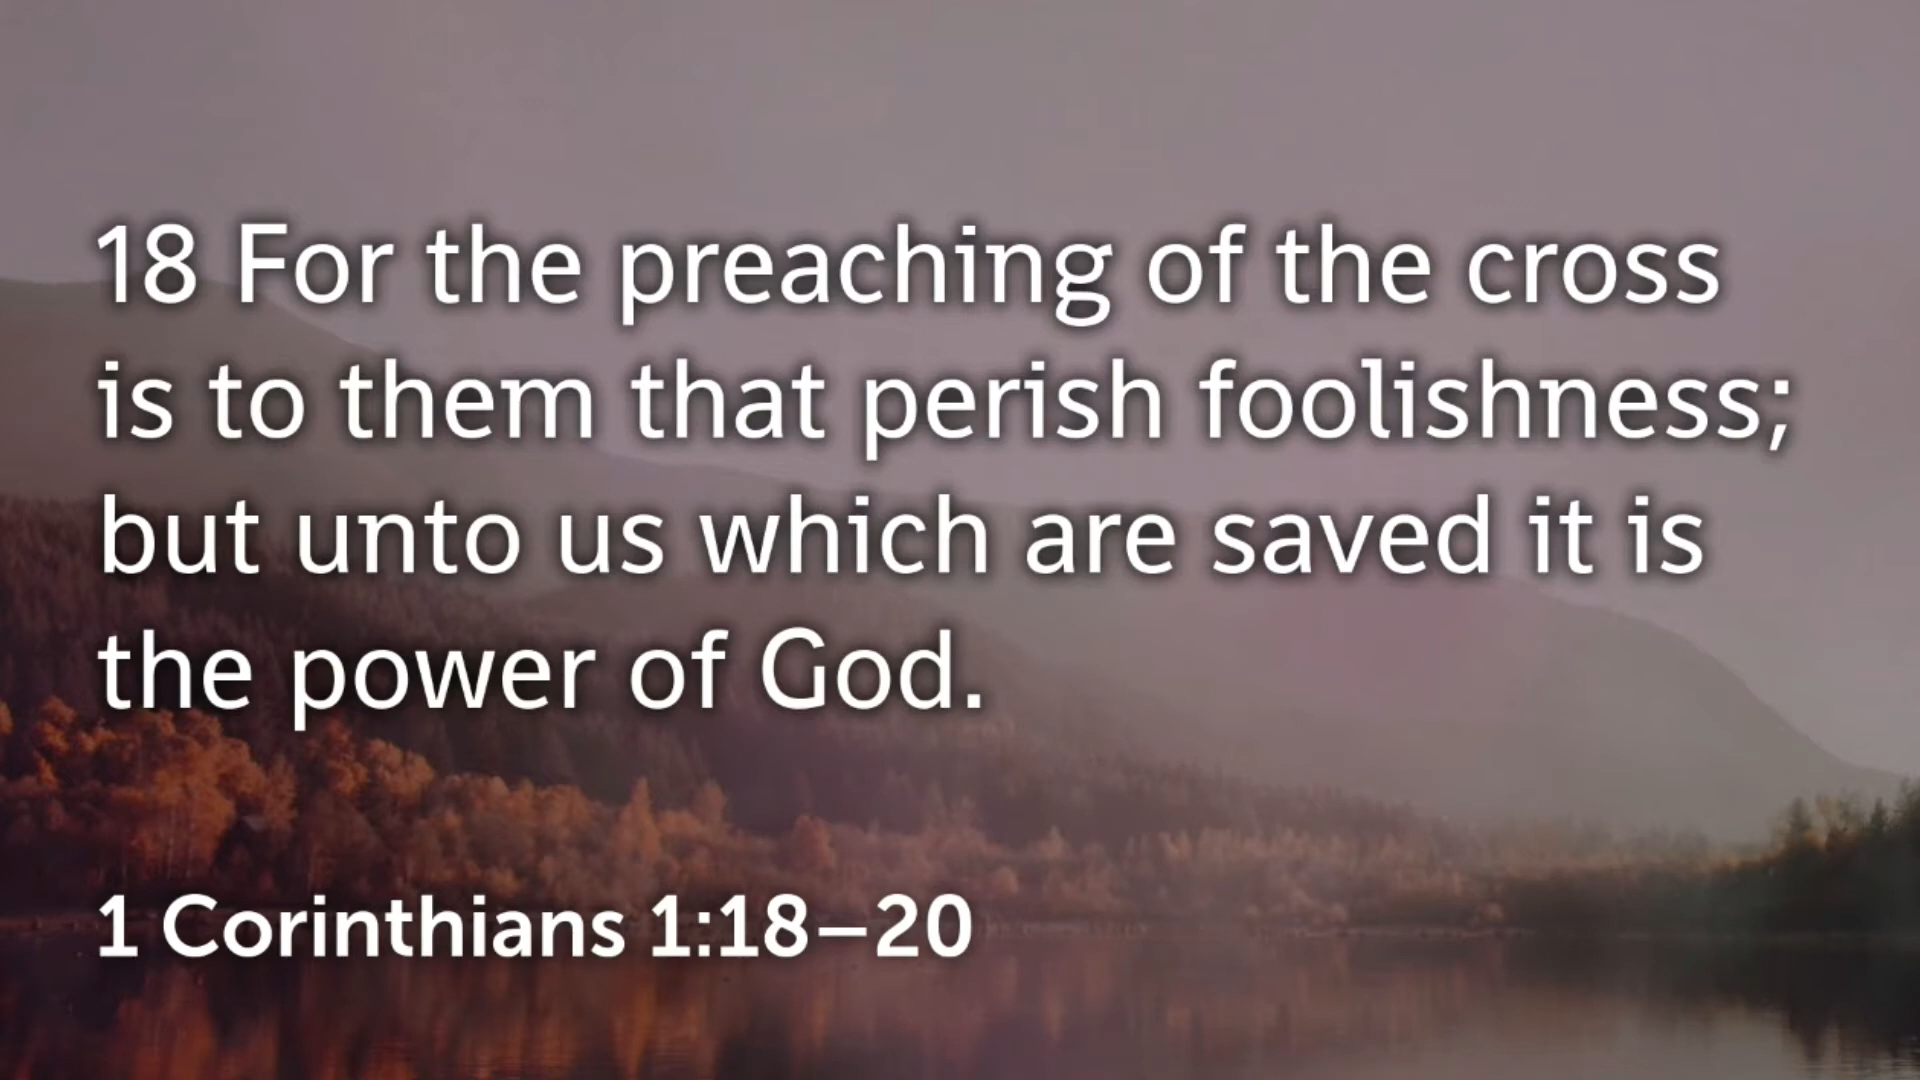 18 For the preaching of the cross
is to them that perish foolishness;
but unto us which are saved it is
the power of God.
1 Corinthians 1:18–20